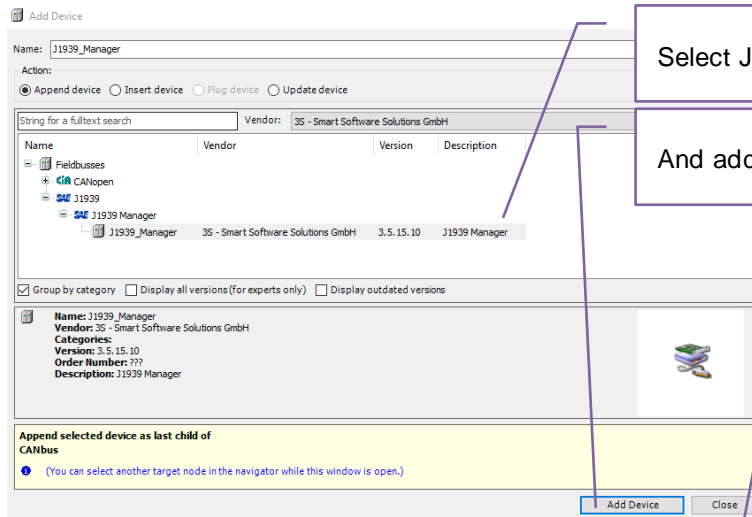 Add Device
Name: J1939_Manager
Select J
Action:
Append device Insert device Plug device Update device
And add
String for a fulltext search Vendor: 3S - Smart Software Solutions GmbH
Name Vendor Version Description
Fieldbusses
CiA CANopen
SAE J1939
SAE J1939 Manager
J1939_Manager 3S - Smart Software Solutions GmbH 3.5.15.10 J1939 Manager
Group by category Display all versions (for experts only) Display outdated versions
Name: J1939_Manager
Vendor: 3S - Smart Software Solutions GmbH
Categories:
Version: 3.5.15.10
Order Number: ???
Description: J1939 Manager
Append selected device as last child of
CANbus
(You can select another target node in the navigator while this window is open.)
Add Device Close